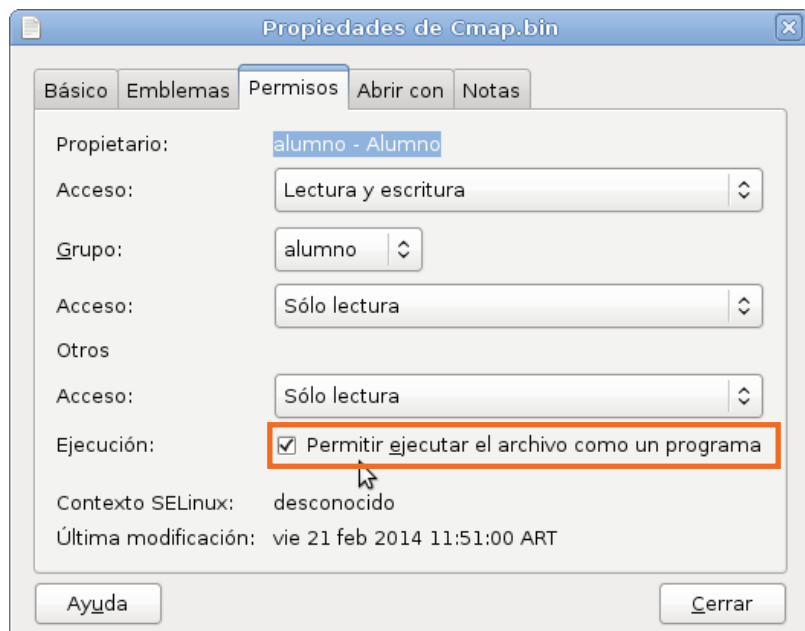 Propiedades de Cmap.bin
Básico Emblemas Permisos Abrir con Notas
Propietario: alumno - Alumno
Acceso: Lectura y escritura
Grupo: alumno
Acceso: Sólo lectura
Otros
Acceso: Sólo lectura
Ejecución: Permitir ejecutar el archivo como un programa
Contexto SELinux: desconocido
Última modificación: vie 21 feb 2014 11:51:00 ART
Ayuda Cerrar